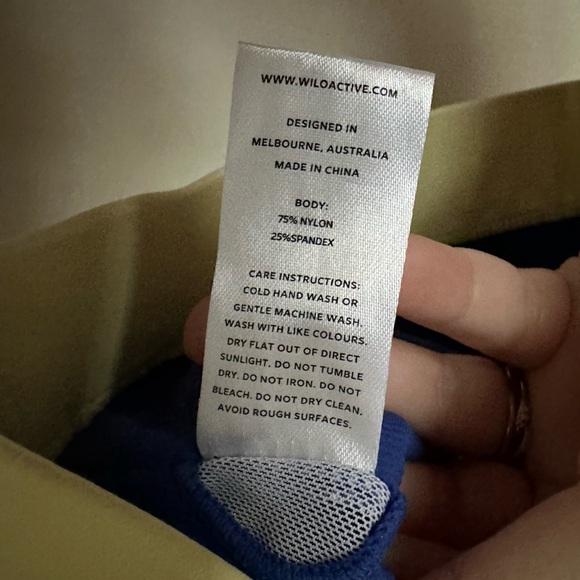 WWW.WILOACTIVE.COM
DESIGNED IN
MELBOURNE, AUSTRALIA
MADE IN CHINA
BODY:
75% NYLON
25%SPANDEX
CARE INSTRUCTIONS:
COLD HAND WASH OR
GENTLE MACHINE WASH.
WASH WITH LIKE COLOURS.
DRY FLAT OUT OF DIRECT
SUNLIGHT. DO NOT TUMBLE
DRY. DO NOT IRON. DO NOT
BLEACH. DO NOT DRY CLEAN.
AVOID ROUGH SURFACES.